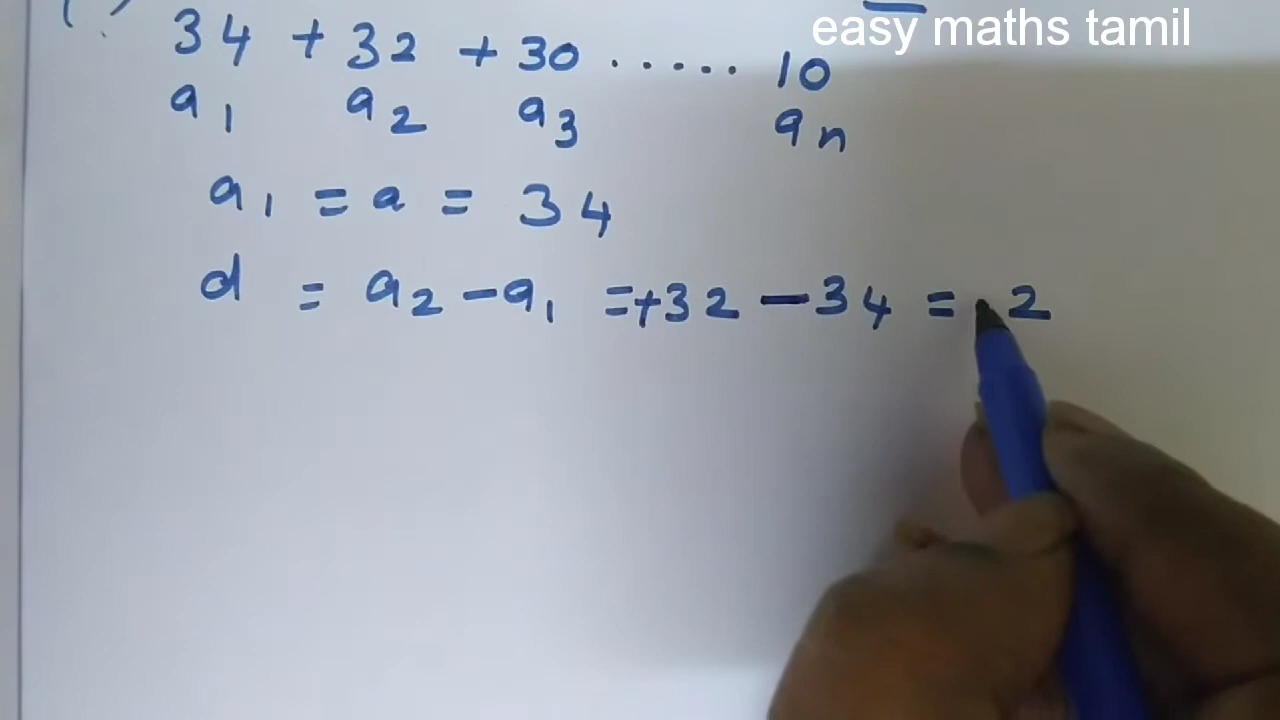 easy maths tamil
34 + 32 + 30 ..... 10
a1 a2 a3 an
a1 = a = 34
d = a2 - a1 = +32 - 34 = 2